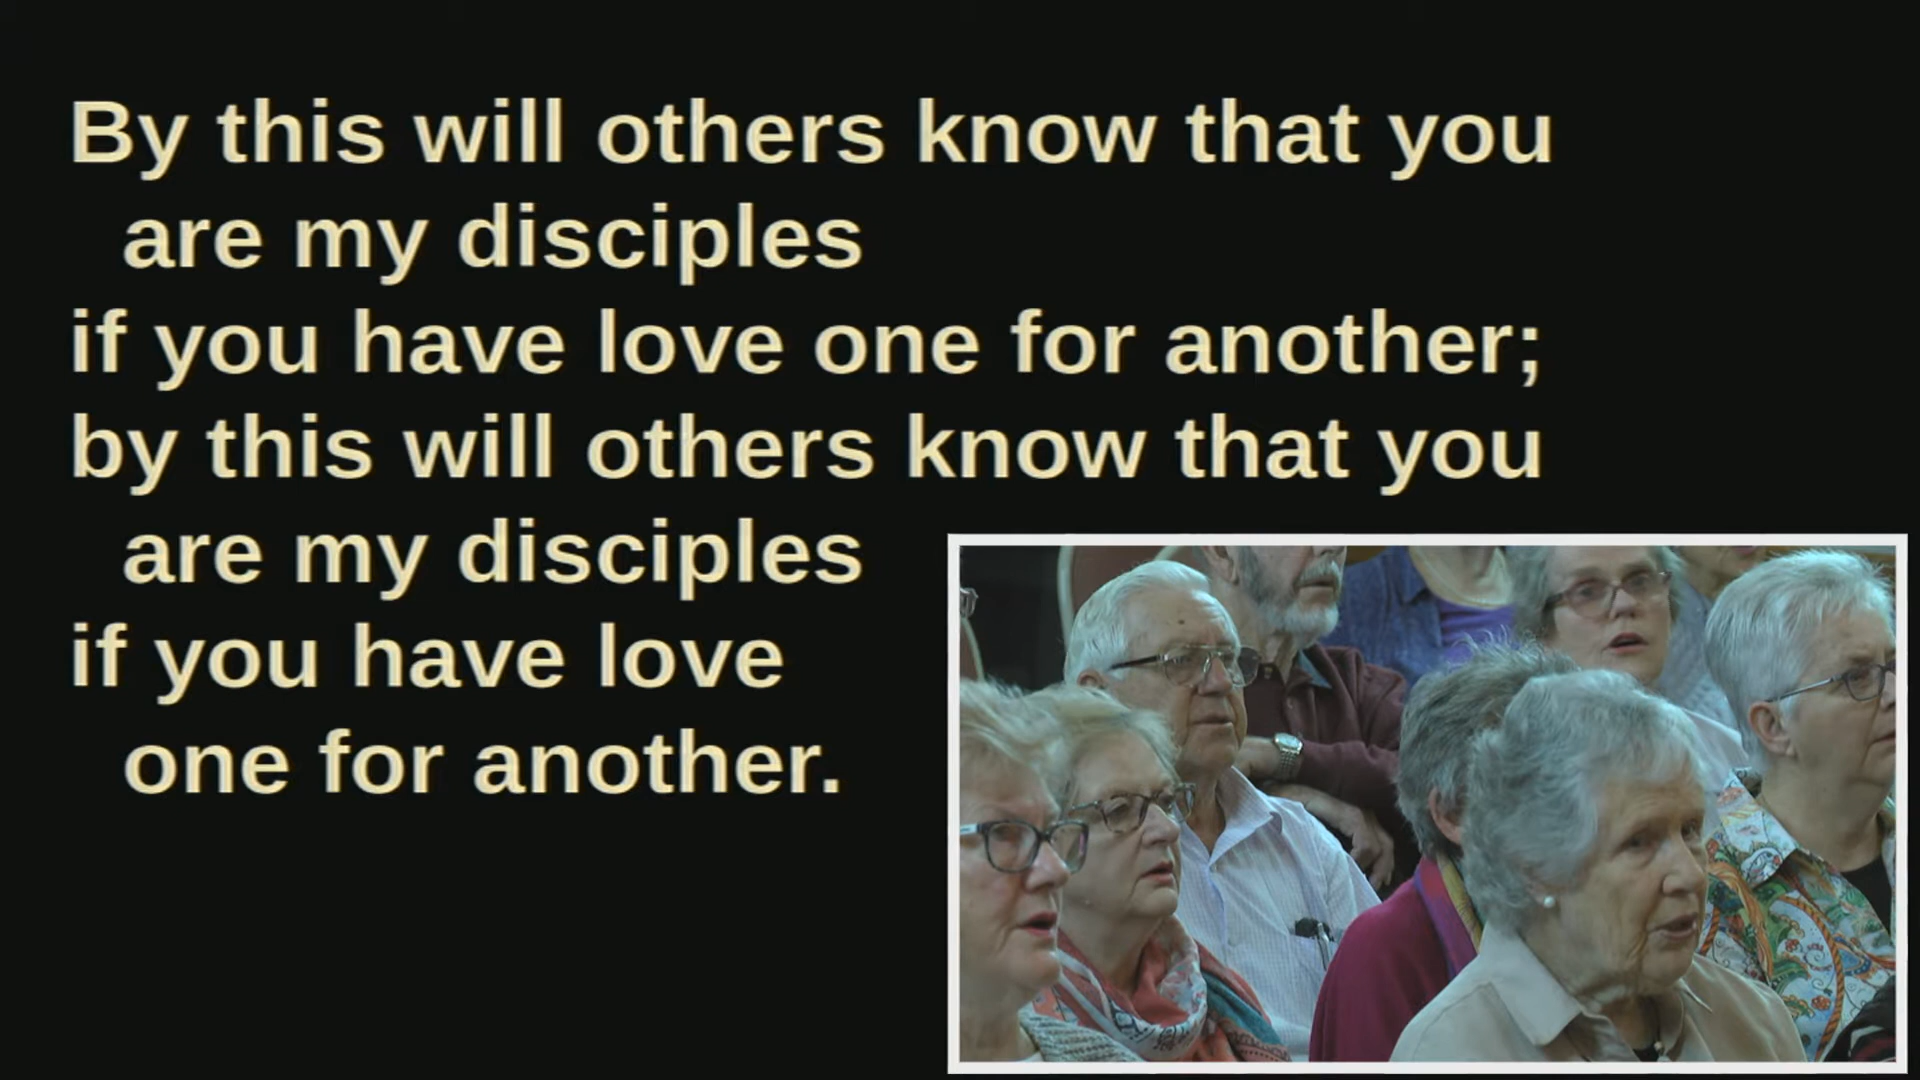 By this will others know that you
are my disciples
if you have love one for another;
by this will others know that you
are my disciples
if you have love
one for another.